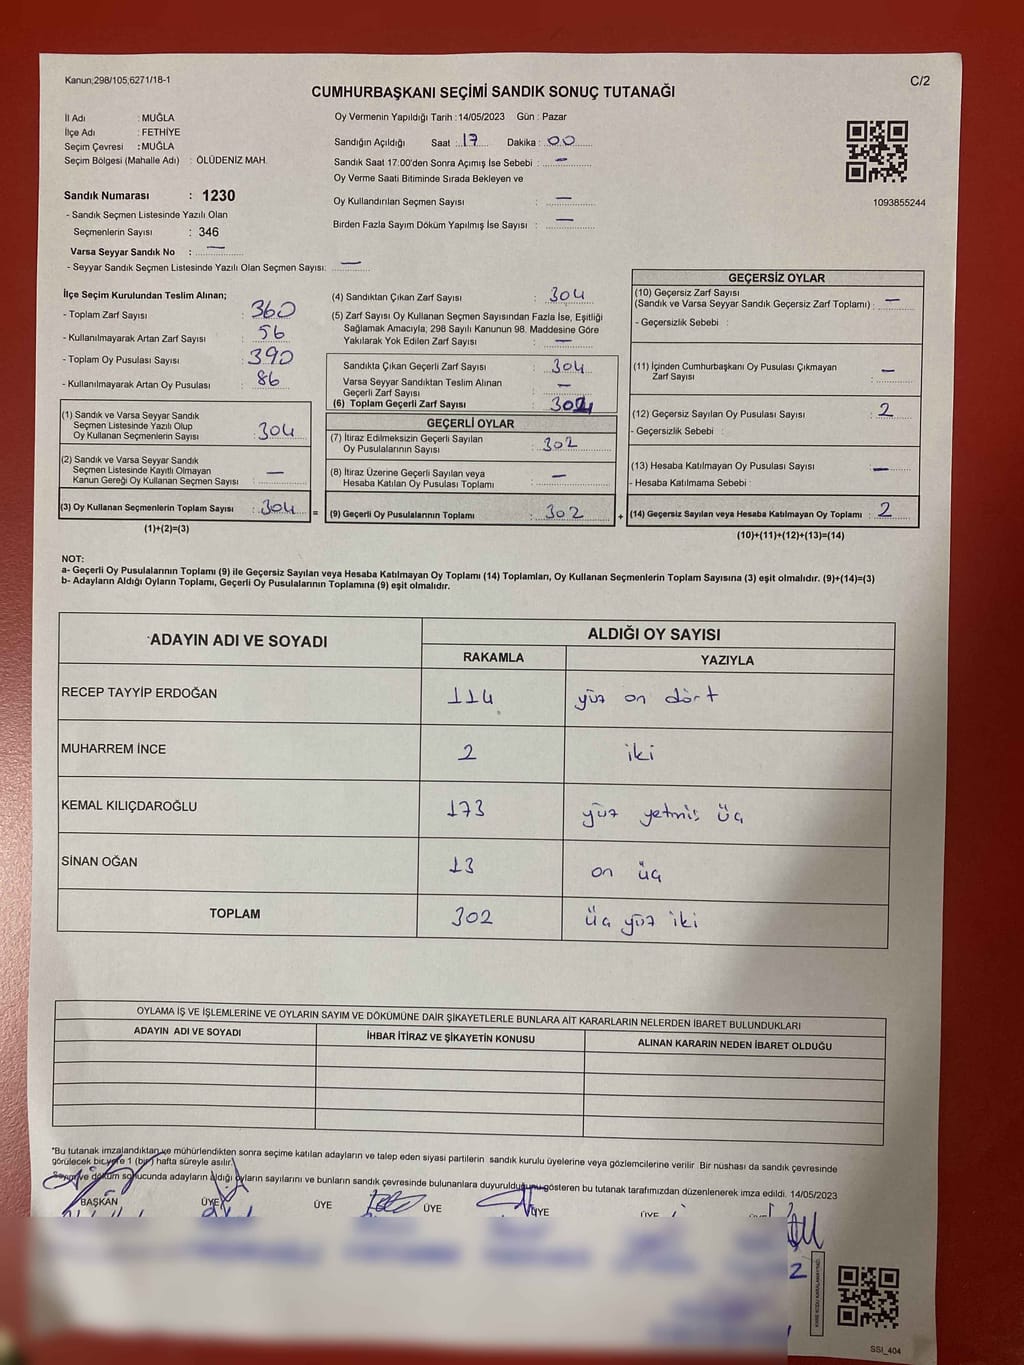 Kanun;298/105;6271/18-1
C/2
CUMHURBAŞKANI SEÇİMİ SANDIK SONUÇ TUTANAĞI
İl Adı : MUĞLA
İlçe Adı : FETHİYE
Seçim Çevresi : MUĞLA
Seçim Bölgesi (Mahalle Adı) : ÖLÜDENİZ MAH.
Sandık Numarası : 1230
- Sandık Seçmen Listesinde Yazılı Olan
Seçmenlerin Sayısı : 346
Varsa Seyyar Sandık No : —
- Seyyar Sandık Seçmen Listesinde Yazılı Olan Seçmen Sayısı: —
Oy Vermenin Yapıldığı Tarih : 14/05/2023 Gün : Pazar
Sandığın Açıldığı Saat : 17 Dakika : 00
Sandık Saat 17:00'den Sonra Açımış İse Sebebi : —
Oy Verme Saati Bitiminde Sırada Bekleyen ve
Oy Kullandırılan Seçmen Sayısı : —
Birden Fazla Sayım Döküm Yapılmış İse Sayısı : —
1093855244
İlçe Seçim Kurulundan Teslim Alınan;
- Toplam Zarf Sayısı : 360
- Kullanılmayarak Artan Zarf Sayısı : 56
- Toplam Oy Pusulası Sayısı : 390
- Kullanılmayarak Artan Oy Pusulası : 86
(1) Sandık ve Varsa Seyyar Sandık
Seçmen Listesinde Yazılı Olup
Oy Kullanan Seçmenlerin Sayısı : 304
(2) Sandık ve Varsa Seyyar Sandık
Seçmen Listesinde Kayıtlı Olmayan
Kanun Gereği Oy Kullanan Seçmen Sayısı : —
(3) Oy Kullanan Seçmenlerin Toplam Sayısı : 304
(1)+(2)=(3)
(4) Sandıktan Çıkan Zarf Sayısı : 304
(5) Zarf Sayısı Oy Kullanan Seçmen Sayısından Fazla İse, Eşitliği
Sağlamak Amacıyla; 298 Sayılı Kanunun 98. Maddesine Göre
Yakılarak Yok Edilen Zarf Sayısı : —
Sandıkta Çıkan Geçerli Zarf Sayısı : 304
Varsa Seyyar Sandıktan Teslim Alınan
Geçerli Zarf Sayısı : —
(6) Toplam Geçerli Zarf Sayısı : 304
GEÇERLİ OYLAR
(7) İtiraz Edilmeksizin Geçerli Sayılan
Oy Pusulalarının Sayısı : 302
(8) İtiraz Üzerine Geçerli Sayılan veya
Hesaba Katılan Oy Pusulası Toplamı : —
= (9) Geçerli Oy Pusulalarının Toplamı : 302
GEÇERSİZ OYLAR
(10) Geçersiz Zarf Sayısı
(Sandık ve Varsa Seyyar Sandık Geçersiz Zarf Toplamı) : —
- Geçersizlik Sebebi :
(11) İçinden Cumhurbaşkanı Oy Pusulası Çıkmayan
Zarf Sayısı : —
(12) Geçersiz Sayılan Oy Pusulası Sayısı : 2
- Geçersizlik Sebebi :
(13) Hesaba Katılmayan Oy Pusulası Sayısı : —
- Hesaba Katılmama Sebebi :
+ (14) Geçersiz Sayılan veya Hesaba Katılmayan Oy Toplamı : 2
(10)+(11)+(12)+(13)=(14)
NOT:
a- Geçerli Oy Pusulalarının Toplamı (9) ile Geçersiz Sayılan veya Hesaba Katılmayan Oy Toplamı (14) Toplamları, Oy Kullanan Seçmenlerin Toplam Sayısına (3) eşit olmalıdır. (9)+(14)=(3)
b- Adayların Aldığı Oyların Toplamı, Geçerli Oy Pusulalarının Toplamına (9) eşit olmalıdır.
ADAYIN ADI VE SOYADI
ALDIĞI OY SAYISI
RAKAMLA YAZIYLA
RECEP TAYYİP ERDOĞAN 114 yüz on dört
MUHARREM İNCE 2 iki
KEMAL KILIÇDAROĞLU 173 yüz yetmiş üç
SİNAN OĞAN 13 on üç
TOPLAM 302 üç yüz iki
OYLAMA İŞ VE İŞLEMLERİNE VE OYLARIN SAYIM VE DÖKÜMÜNE DAİR ŞİKAYETLERLE BUNLARA AİT KARARLARIN NELERDEN İBARET BULUNDUKLARI
ADAYIN ADI VE SOYADI İHBAR İTİRAZ VE ŞİKAYETİN KONUSU ALINAN KARARIN NEDEN İBARET OLDUĞU
*Bu tutanak imzalandıktan ve mühürlendikten sonra seçime katılan adayların ve talep eden siyasi partilerin sandık kurulu üyelerine veya gözlemcilerine verilir. Bir nüshası da sandık çevresinde
görülecek bir yere 1 (bir) hafta süreyle asılır.
Sayım ve döküm sonucunda adayların aldığı oyların sayılarını ve bunların sandık çevresinde bulunanlara duyurulduğunu gösteren bu tutanak tarafımızdan düzenlenerek imza edildi. 14/05/2023
BAŞKAN ÜYE ÜYE ÜYE ÜYE ÜYE
2
SSI_404